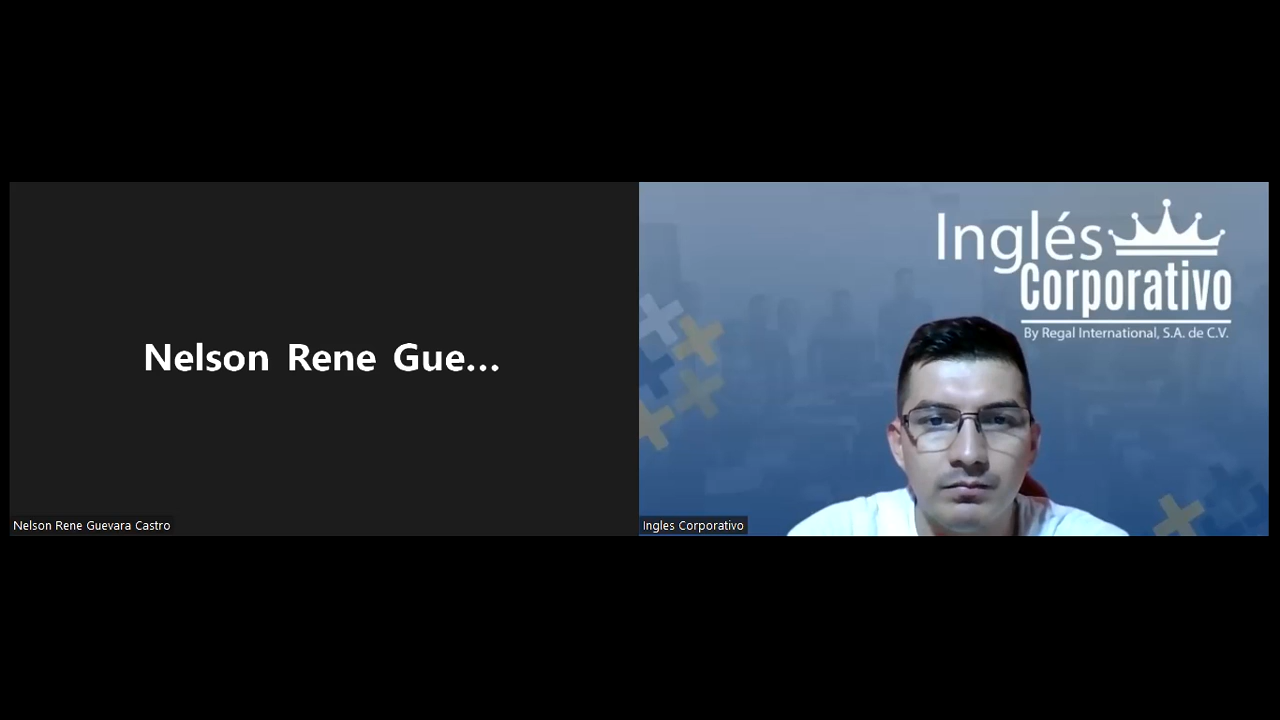 Nelson Rene Gue...
Nelson Rene Guevara Castro
Inglés
Corporativo
By Regal International, S.A. de C.V.
Ingles Corporativo